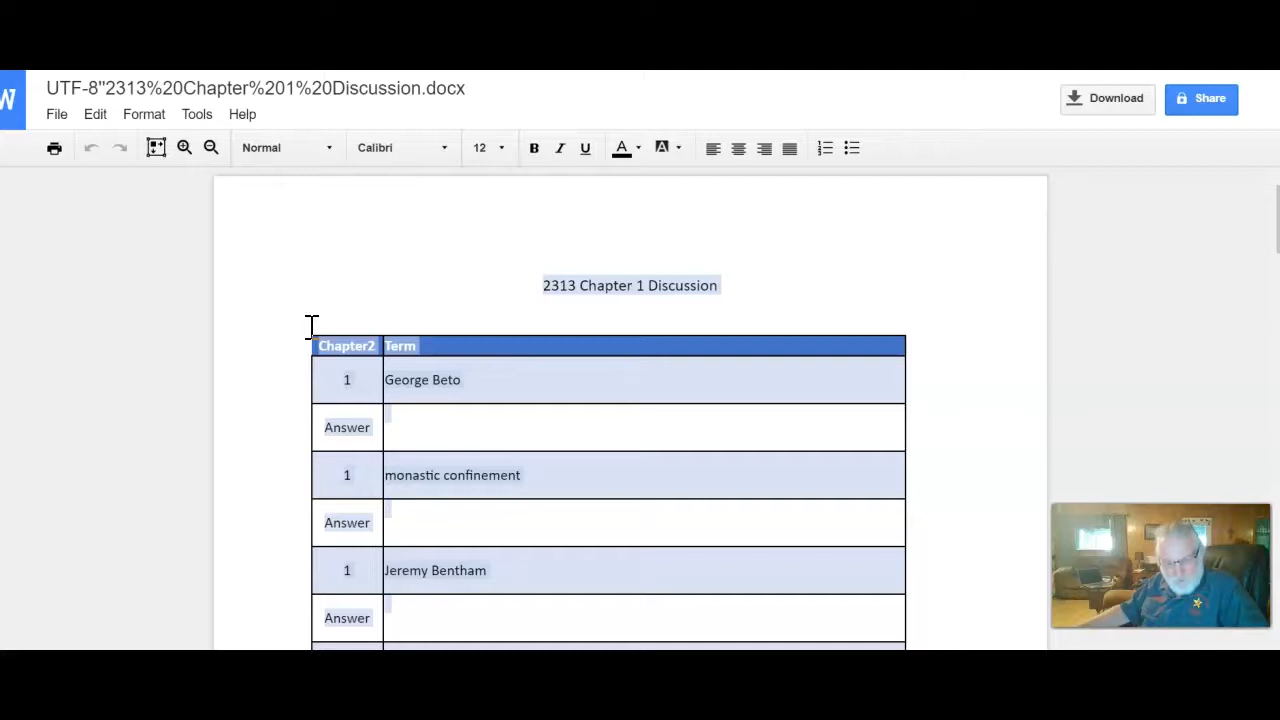 UTF-8"2313%20Chapter%201%20Discussion.docx
File Edit Format Tools Help
Download
Share
Normal Calibri 12 B I U A A
2313 Chapter 1 Discussion
Chapter2 Term
1 George Beto
Answer
1 monastic confinement
Answer
1 Jeremy Bentham
Answer